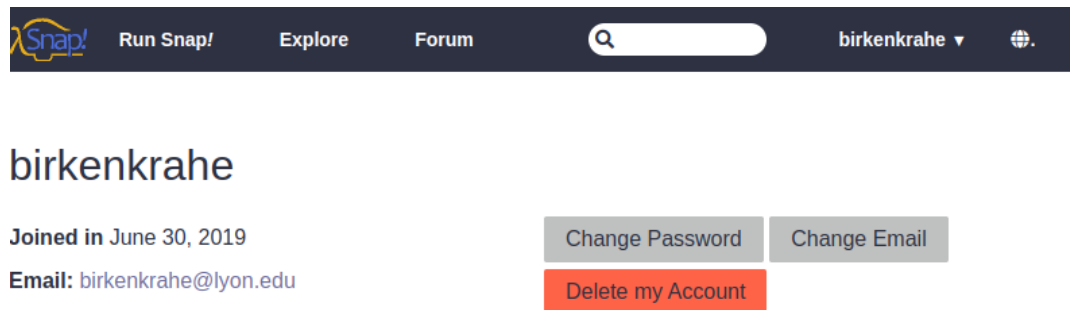 λSnap! Run Snap! Explore Forum birkenkrahe ▾ .
birkenkrahe
Joined in June 30, 2019
Change Password Change Email
Email: birkenkrahe@lyon.edu
Delete my Account